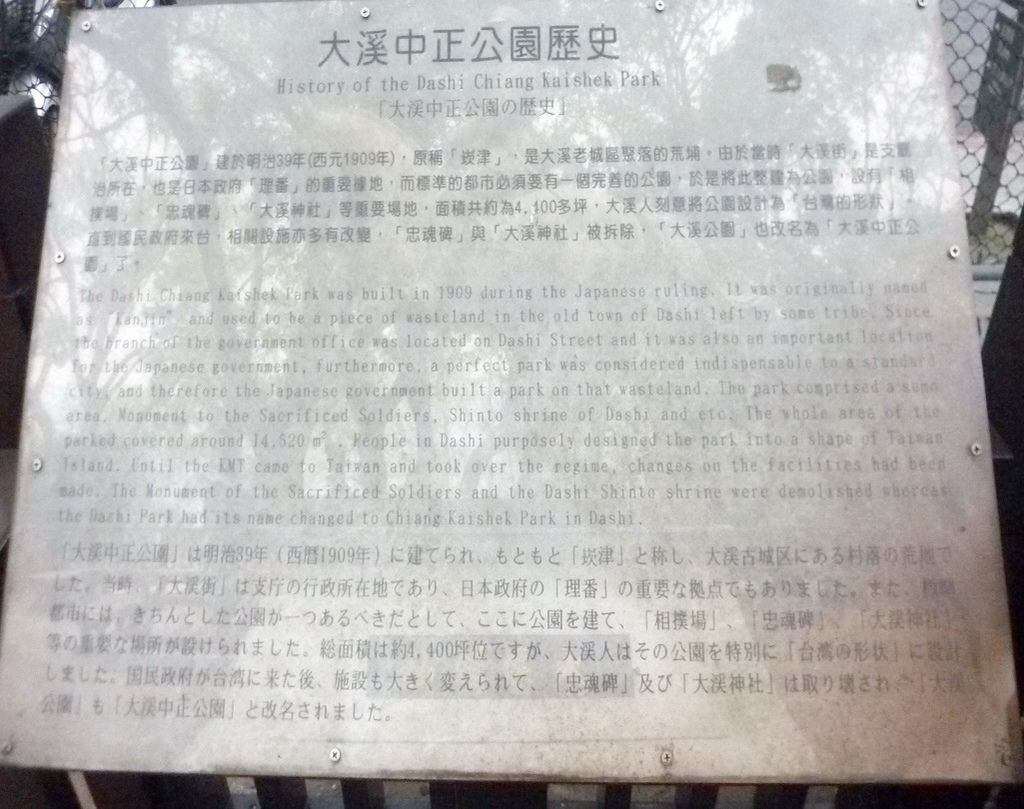 大溪中正公園歷史
History of the Dashi Chiang Kaishek Park
「大渓中正公園の歴史」
「大溪中正公園」建於明治39年(西元1909年)，原稱「崁津」，是大溪老城區聚落的荒埔。由於當時「大溪街」是支廳
治所在，也是日本政府「理番」的重要據地，而標準的都市必須要有一個完善的公園，於是將此整建為公園，設有「相
撲場」、「忠魂碑」、「大溪神社」等重要場地，面積共約為4,400多坪，大溪人刻意將公園設計為「台灣的形狀」。
直到國民政府來台，相關設施亦多有改變，「忠魂碑」與「大溪神社」被拆除，「大溪公園」也改名為「大溪中正公
園」了。
The Dashi Chiang Kaishek Park was built in 1909 during the Japanese ruling. It was originally named
as "Kanjin" and used to be a piece of wasteland in the old town of Dashi left by some tribe. Since
the branch of the government office was located on Dashi Street and it was also an important location
for the Japanese government, furthermore, a perfect park was considered indispensable to a standard
city, and therefore the Japanese government built a park on that wasteland. The park comprised a sumo
area, Monument to the Sacrificed Soldiers, Shinto shrine of Dashi and etc. The whole area of the
parked covered around 14,520 m². People in Dashi purposely designed the park into a shape of Taiwan
Island. Until the KMT came to Taiwan and took over the regime, changes on the facilities had been
made. The Monument of the Sacrificed Soldiers and the Dashi Shinto shrine were demolished whereas
the Dashi Park had its name changed to Chiang Kaishek Park in Dashi.
「大渓中正公園」は明治39年（西暦1909年）に建てられ、もともと「崁津」と称し、大渓古城区にある村落の荒地で
した。当時、「大渓街」は支庁の行政所在地であり、日本政府の「理番」の重要な拠点でもありました。また、
都市には、きちんとした公園が一つあるべきだとして、ここに公園を建て、「相撲場」、「忠魂碑」、「大渓神社」
等の重要な場所が設けられました。総面積は約4,400坪位ですが、大渓人はその公園を特別に「台湾の形状」に設計
しました。国民政府が台湾に来た後、施設も大きく変えられて、「忠魂碑」及び「大渓神社」は取り壊され、「大渓
公園」も「大渓中正公園」と改名されました。